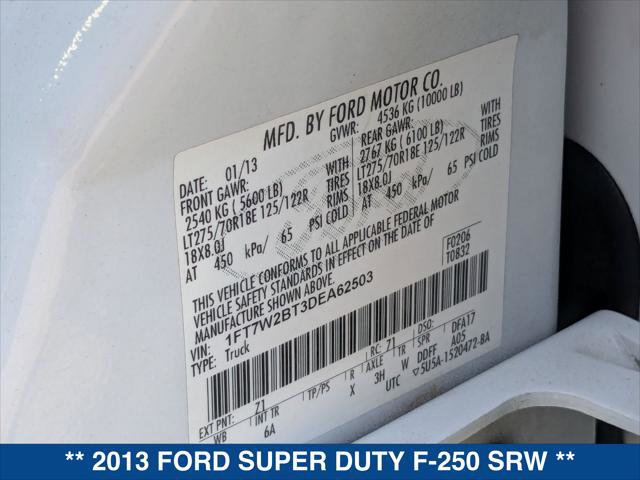 MFD. BY FORD MOTOR CO.
DATE: 01/13
GVWR: 4536 KG (10000 LB)
FRONT GAWR:
2540 KG ( 5600 LB) WITH
LT275/70R18E 125/122R TIRES
18X8.0J RIMS
AT 450 kPa/ 65 PSI COLD
REAR GAWR:
2767 KG ( 6100 LB) WITH
LT275/70R18E 125/122R TIRES
18X8.0J RIMS
AT 450 kPa/ 65 PSI COLD
THIS VEHICLE CONFORMS TO ALL APPLICABLE FEDERAL MOTOR
VEHICLE SAFETY STANDARDS IN EFFECT ON THE DATE OF
MANUFACTURE SHOWN ABOVE.
F0206
T0832
VIN: 1FT7W2BT3DEA62503
TYPE: Truck
EXT PNT: Z1 RC: Z1 DSO:
WB INT TR TP/PS R AXLE TR SPR DFA17
6A X 3H W DDFF A05
UTC 5U5A-1520472-BA
** 2013 FORD SUPER DUTY F-250 SRW **